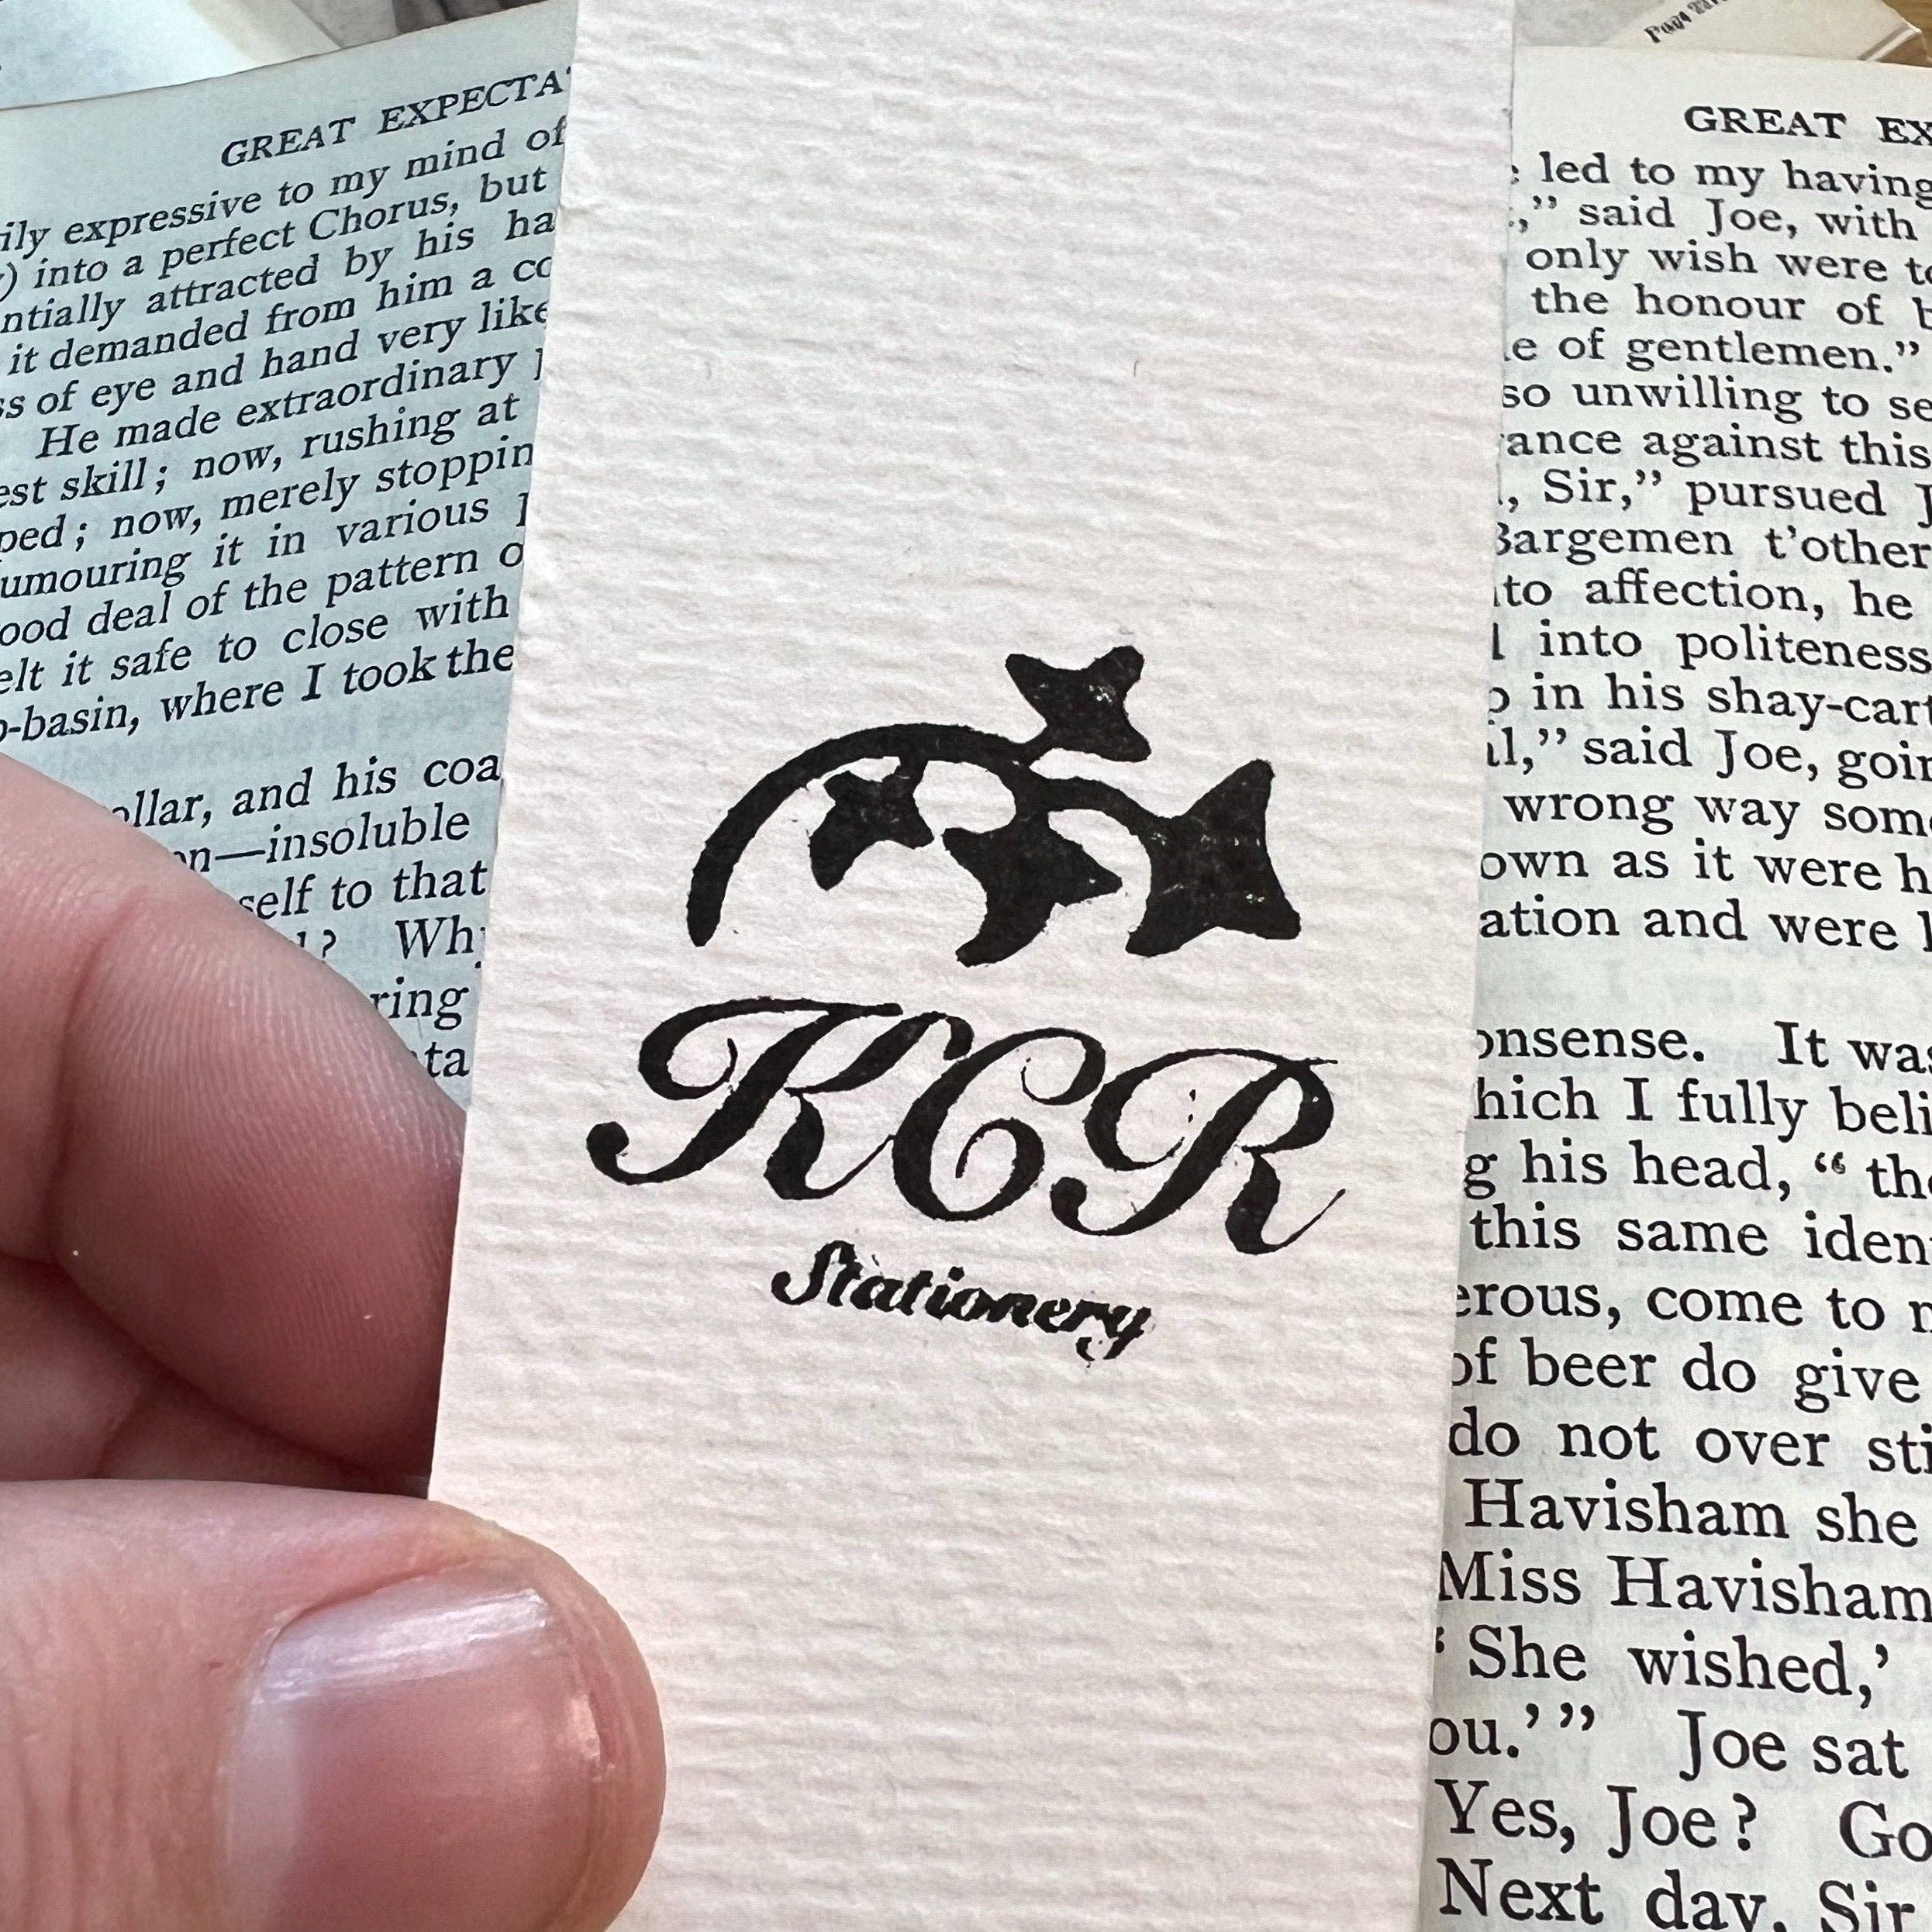 GREAT EXPECTA
ily expressive to my mind of
into a perfect Chorus, but
ntially attracted by his ha
it demanded from him a co
ss of eye and hand very like
He made extraordinary
est skill; now, rushing at
ped; now, merely stoppin
umouring it in various
ood deal of the pattern o
elt it safe to close with
-basin, where I took the
ollar, and his coa
n—insoluble
self to that
? Why
ring
ta
KCR
Stationery
GREAT EX
led to my having
,” said Joe, with
only wish were to
the honour of b
le of gentlemen.”
so unwilling to se
rance against this
, Sir,” pursued J
Bargemen t’other
to affection, he
into politeness
in his shay-cart
ll,” said Joe, goin
wrong way som
own as it were h
ation and were
onsense. It was
hich I fully beli
g his head, “ the
this same iden
erous, come to
of beer do give
do not over sti
Havisham she
Miss Havisham
‘She wished,’
ou.’” Joe sat
Yes, Joe? Go
Next day, Sir